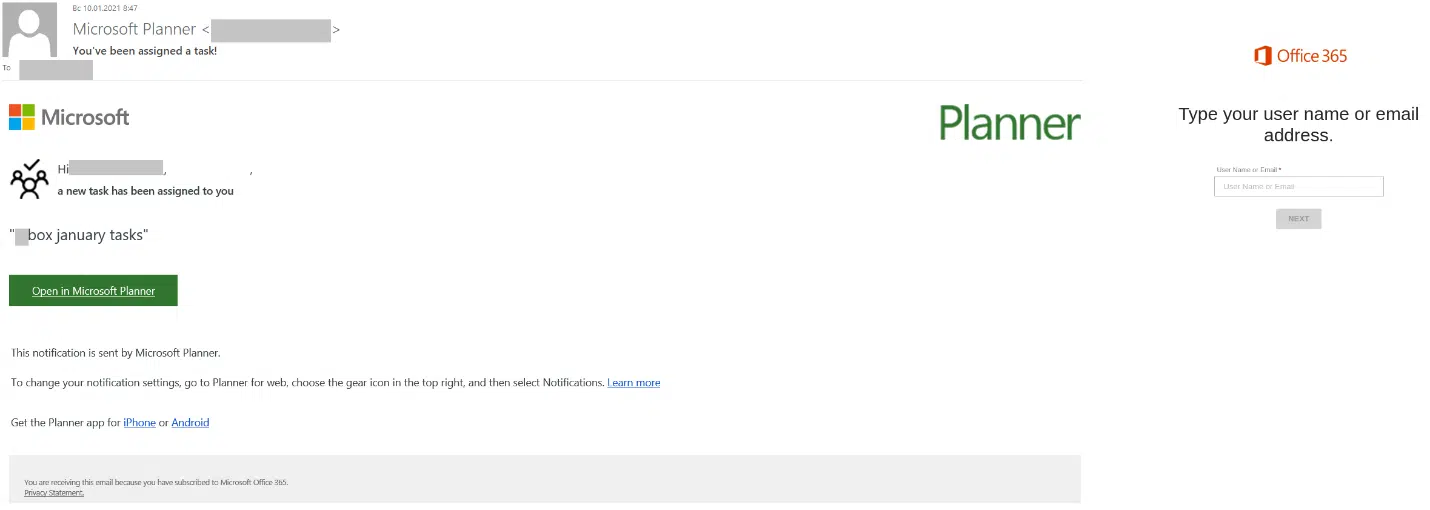 Вс 10.01.2021 8:47
Microsoft Planner < >
You've been assigned a task!
To
Microsoft
Planner
Hi , ,
a new task has been assigned to you
" box january tasks"
Open in Microsoft Planner
This notification is sent by Microsoft Planner.
To change your notification settings, go to Planner for web, choose the gear icon in the top right, and then select Notifications. Learn more
Get the Planner app for iPhone or Android
You are receiving this email because you have subscribed to Microsoft Office 365.
Privacy Statement.
Office 365
Type your user name or email
address.
User Name or Email *
User Name or Email
NEXT